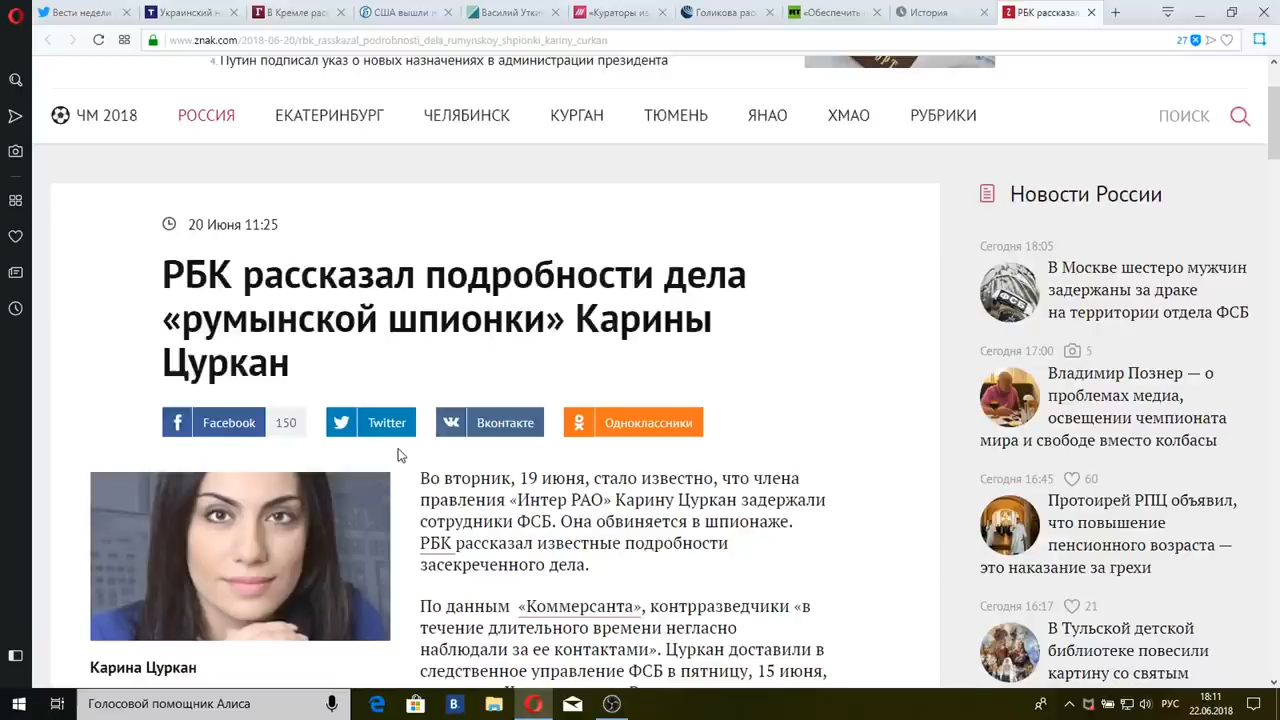 Вести недели
Украинский н
В Кремле рас
США вышли и
Василий Утки
«Кураторы из
Голикова рас
«Обеспечить
История
РБК рассказал
www.znak.com/2018-06-20/rbk_rasskazal_podrobnosti_dela_rumynskoy_shpionki_kariny_curkan
27
4. Путин подписал указ о новых назначениях в администрации президента
ЧМ 2018 РОССИЯ ЕКАТЕРИНБУРГ ЧЕЛЯБИНСК КУРГАН ТЮМЕНЬ ЯНАО ХМАО РУБРИКИ ПОИСК
20 Июня 11:25
РБК рассказал подробности дела
«румынской шпионки» Карины
Цуркан
Facebook 150 Twitter Вконтакте Одноклассники
Во вторник, 19 июня, стало известно, что члена
правления «Интер РАО» Карину Цуркан задержали
сотрудники ФСБ. Она обвиняется в шпионаже.
РБК рассказал известные подробности
засекреченного дела.
По данным «Коммерсанта», контрразведчики «в
течение длительного времени негласно
наблюдали за ее контактами». Цуркан доставили в
следственное управление ФСБ в пятницу, 15 июня,
Карина Цуркан
Новости России
Сегодня 18:05
В Москве шестеро мужчин
задержаны за драке
на территории отдела ФСБ
ФСБ
Сегодня 17:00 5
Владимир Познер — о
проблемах медиа,
освещении чемпионата
мира и свободе вместо колбасы
Сегодня 16:45 60
Протоирей РПЦ объявил,
что повышение
пенсионного возраста —
это наказание за грехи
Сегодня 16:17 21
В Тульской детской
библиотеке повесили
картину со святым
Голосовой помощник Алиса
РУС
18:11
22.06.2018